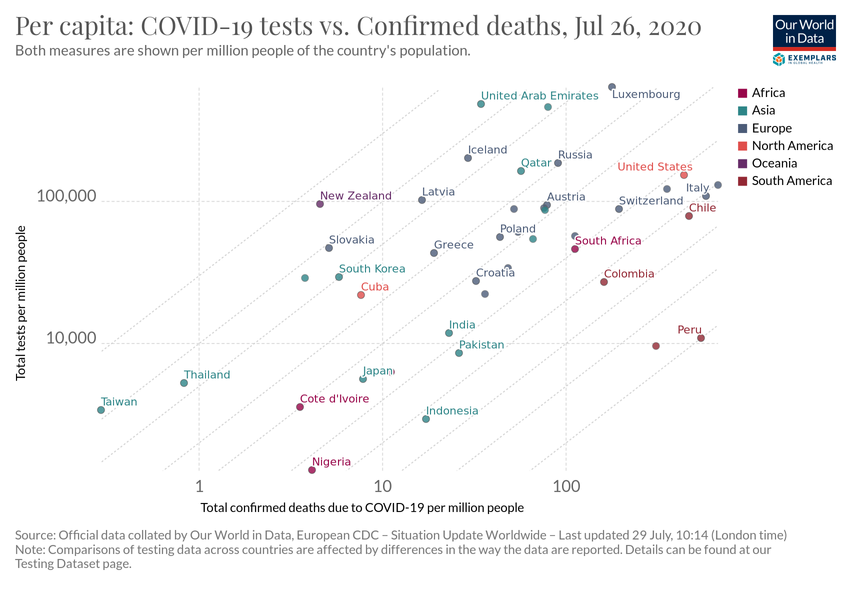 Per capita: COVID-19 tests vs. Confirmed deaths, Jul 26, 2020
Both measures are shown per million people of the country's population.
Our World
in Data
EXEMPLARS
IN GLOBAL HEALTH
Africa
Asia
Europe
North America
Oceania
South America
Total tests per million people
100,000
10,000
United Arab Emirates
Luxembourg
Iceland
Russia
Qatar
United States
New Zealand
Latvia
Austria
Switzerland
Italy
Chile
Slovakia
Greece
Poland
South Africa
South Korea
Croatia
Colombia
Cuba
India
Peru
Pakistan
Thailand
Japan
Taiwan
Cote d'Ivoire
Indonesia
Nigeria
1
10
100
Total confirmed deaths due to COVID-19 per million people
Source: Official data collated by Our World in Data, European CDC – Situation Update Worldwide – Last updated 29 July, 10:14 (London time)
Note: Comparisons of testing data across countries are affected by differences in the way the data are reported. Details can be found at our
Testing Dataset page.